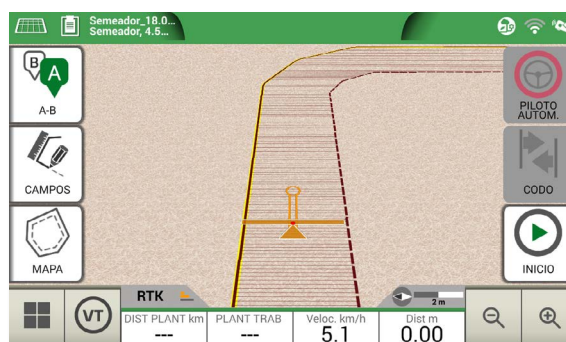 Semeador_18.0...
Semeador, 4.5...
B
A
A-B
PILOTO
AUTOM.
CAMPOS
CODO
MAPA
INICIO
RTK
2 m
VT
DIST PLANT km
---
PLANT TRAB
---
Veloc. km/h
5.1
Dist m
0.00